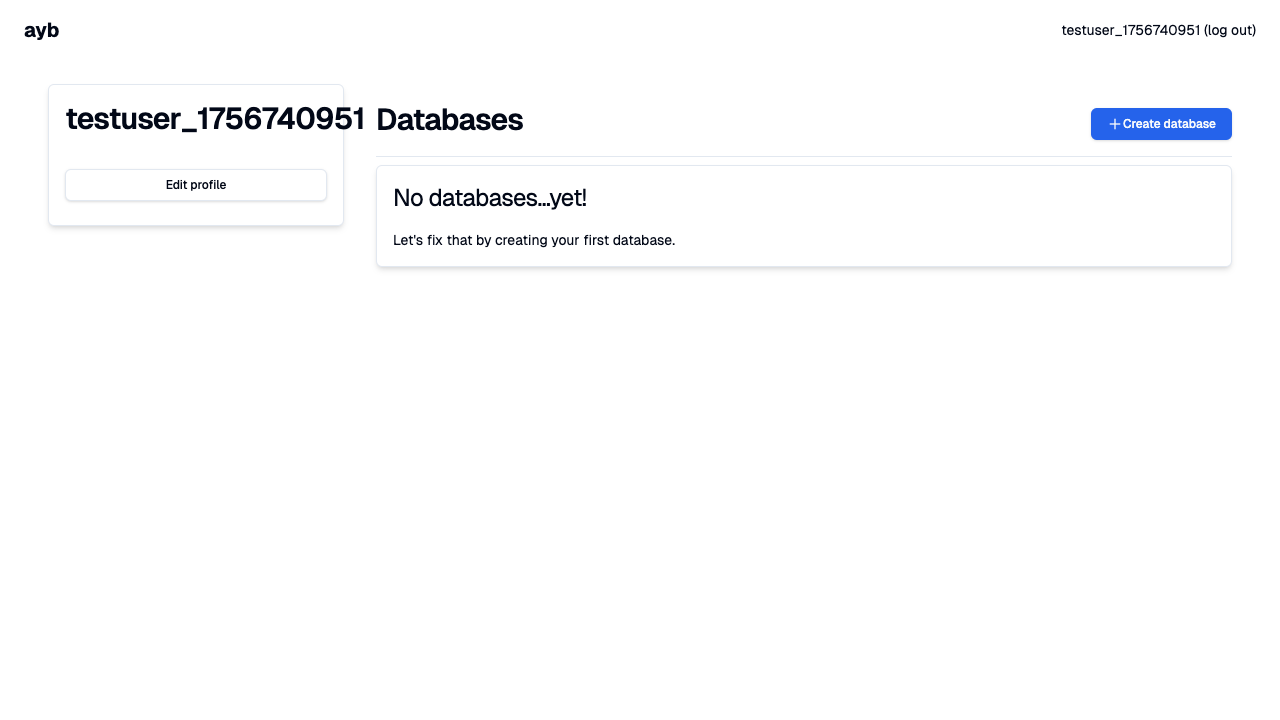 ayb
testuser_1756740951 (log out)
testuser_1756740951
Edit profile
Databases
Create database
No databases...yet!
Let's fix that by creating your first database.